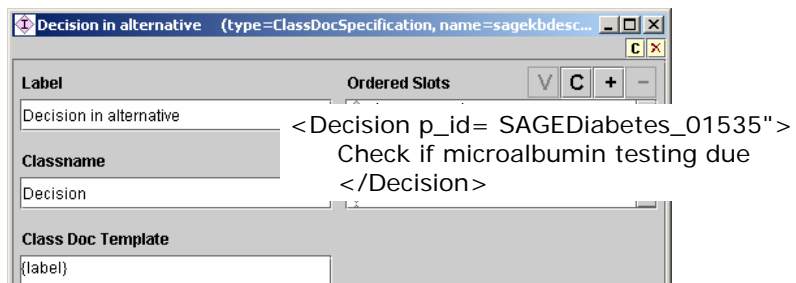 Decision in alternative (type=ClassDocSpecification, name=sagekbdesc...
C
Label
Ordered Slots V C + −
Decision in alternative
<Decision p_id= SAGEDiabetes_01535">
Check if microalbumin testing due
</Decision>
Classname
Decision
Class Doc Template
{label}